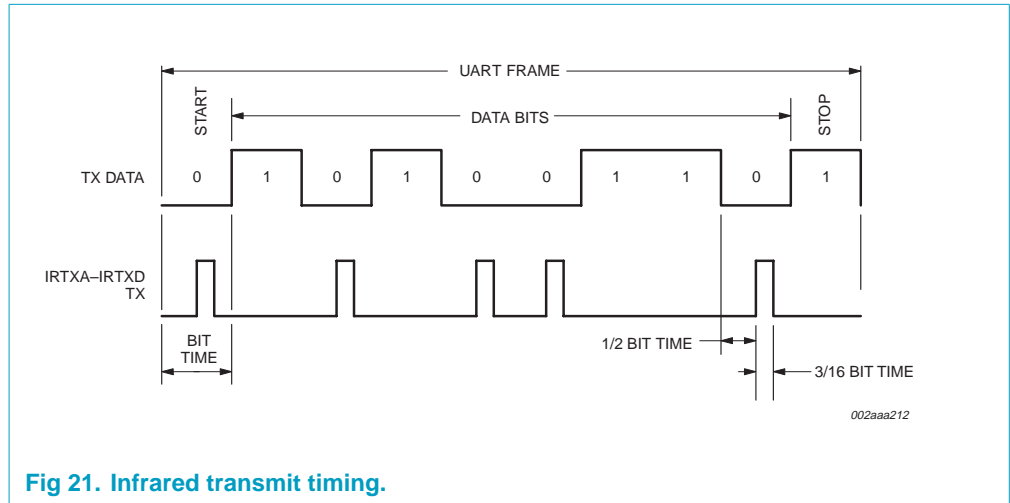 UART FRAME
START
DATA BITS
STOP
TX DATA
0 1 0 1 0 0 1 1 0 1
IRTXA–IRTXD
TX
BIT
TIME
1/2 BIT TIME
3/16 BIT TIME
002aaa212
Fig 21. Infrared transmit timing.